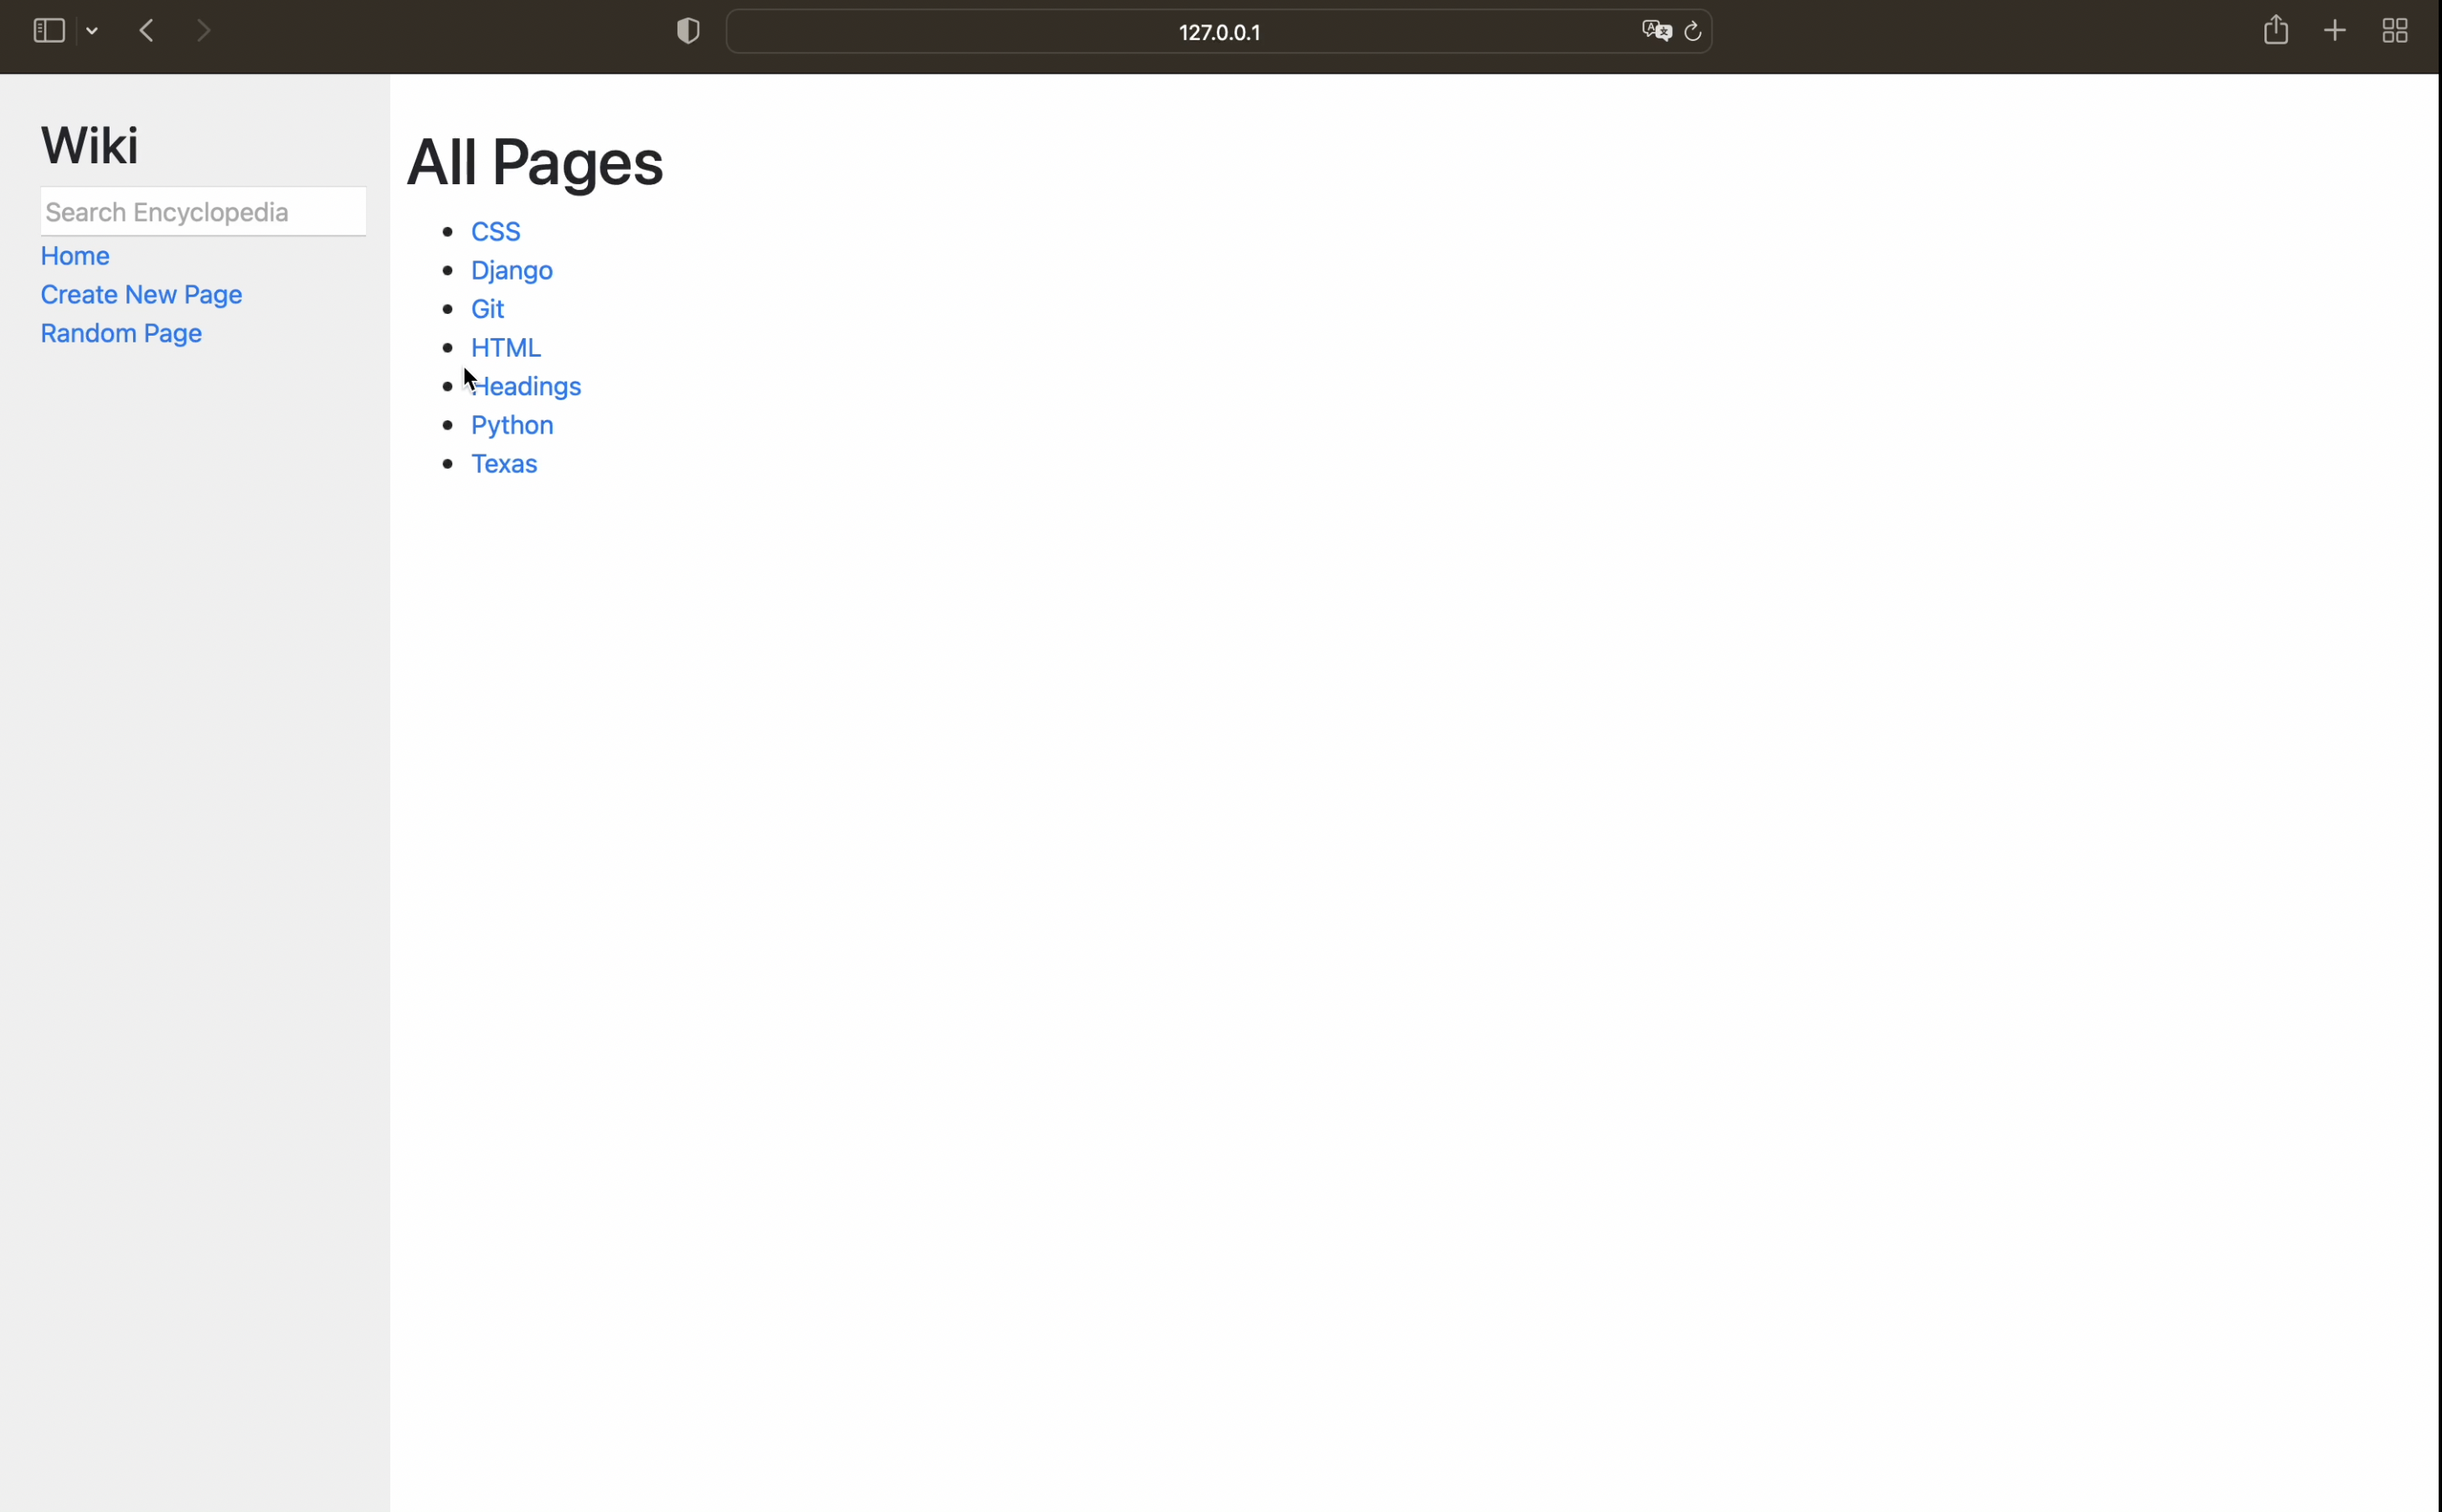 127.0.0.1
Wiki
Search Encyclopedia
Home
Create New Page
Random Page
All Pages
CSS
Django
Git
HTML
Headings
Python
Texas